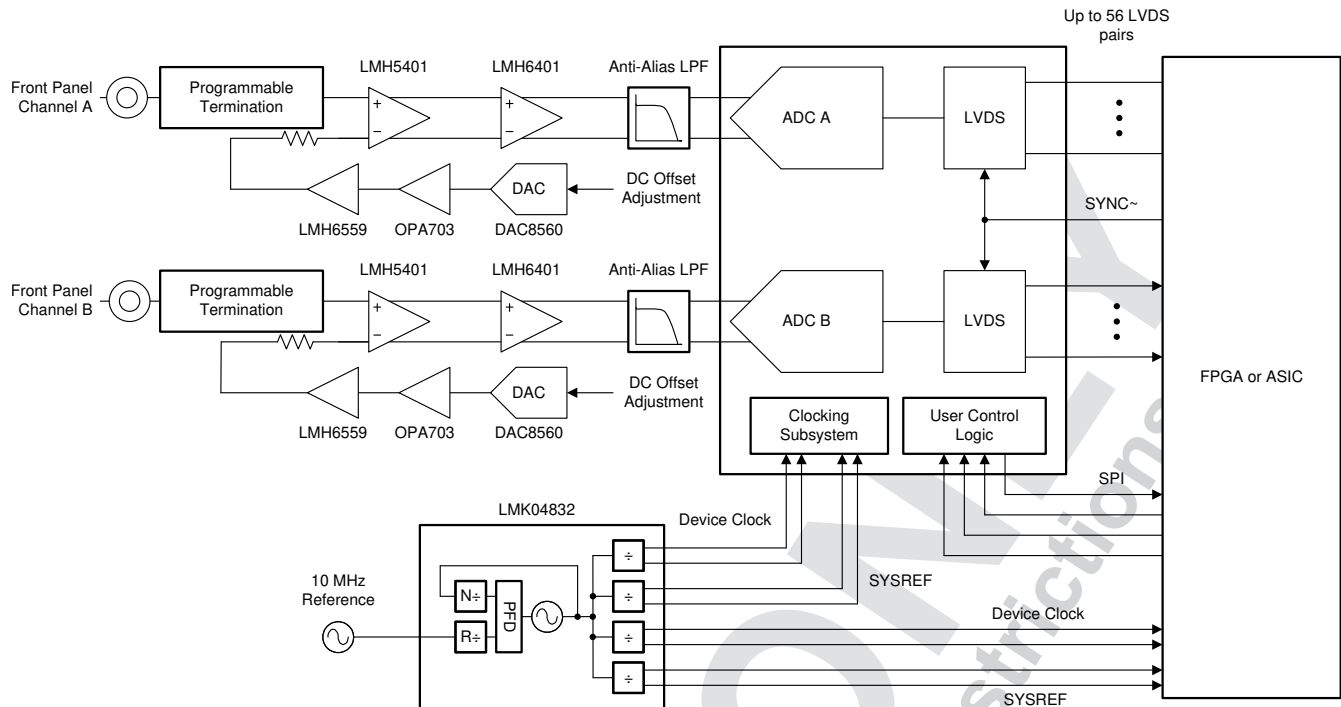 Up to 56 LVDS
pairs
LMH5401
LMH6401
Anti-Alias LPF
Front Panel
Channel A
Programmable
Termination
+
−
+
−
ADC A
LVDS
DAC
DC Offset
Adjustment
LMH6559
OPA703
DAC8560
SYNC~
LMH5401
LMH6401
Anti-Alias LPF
Front Panel
Channel B
Programmable
Termination
+
−
+
−
ADC B
LVDS
FPGA or ASIC
DAC
DC Offset
Adjustment
LMH6559
OPA703
DAC8560
Clocking
Subsystem
User Control
Logic
SPI
LMK04832
Device Clock
÷
SYSREF
10 MHz
Reference
N÷
PFD
÷
R÷
÷
Device Clock
÷
SYSREF